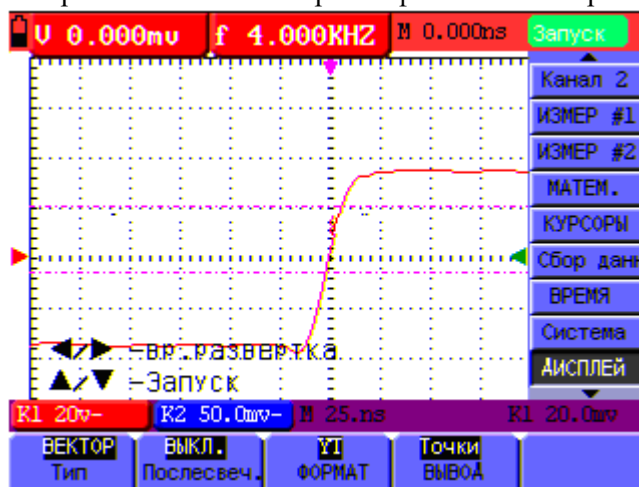 V 0.000mv f 4.000KHZ M 0.000ns Запуск
Канал 2
ИЗМЕР #1
ИЗМЕР #2
МАТЕМ.
КУРСОРЫ
Сбор данн
ВРЕМЯ
Система
ДИСПЛЕЙ
◀/▶ -вр.развертка
▲/▼ -Запуск
K1 20v- K2 50.0mv- M 25.ns K1 20.0mv
ВЕКТОР ВЫКЛ. YT Точки
Тип Послесвеч. ФОРМАТ ВЫВОД